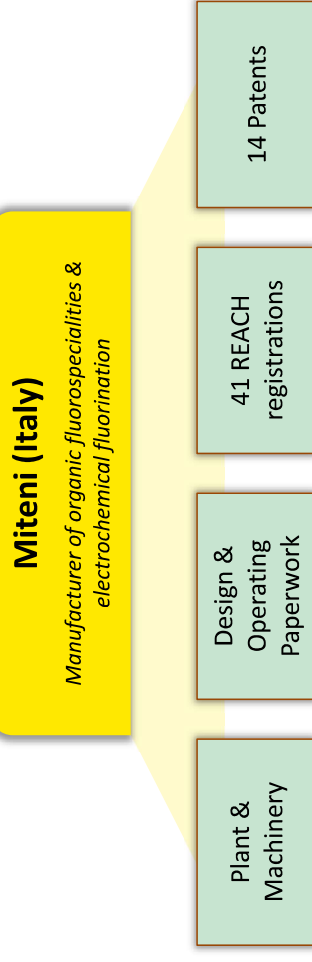 Miteni (Italy)
Manufacturer of organic fluorospecialities &
electrochemical fluorination
Plant &
Machinery
Design &
Operating
Paperwork
41 REACH
registrations
14 Patents